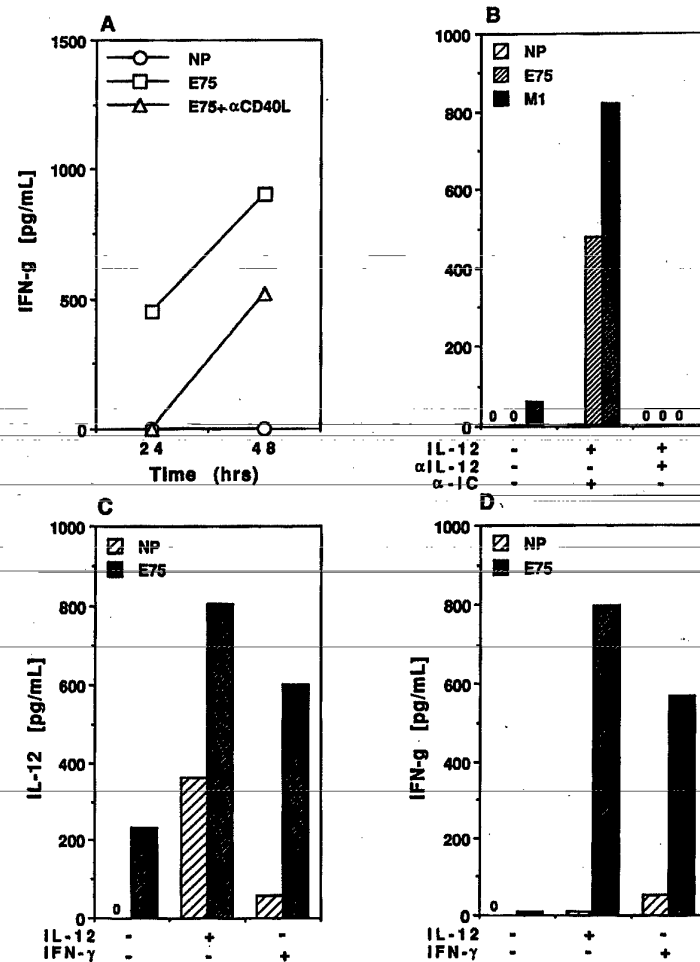 A
1500
NP
E75
E75+αCD40L
1000
500
0
IFN-g [pg/mL]
24 48
Time (hrs)
B
1000
NP
E75
M1
800
600
400
200
0
0 0 0 0 0
IL-12 - + +
αIL-12 - - +
α-IC - + -
C
1000
NP
E75
800
600
400
200
0
IL-12 [pg/mL]
0
IL-12 - + -
IFN-γ - - +
D
1000
NP
E75
800
600
400
200
0
IFN-g [pg/mL]
0
IL-12 - + -
IFN-γ - - +